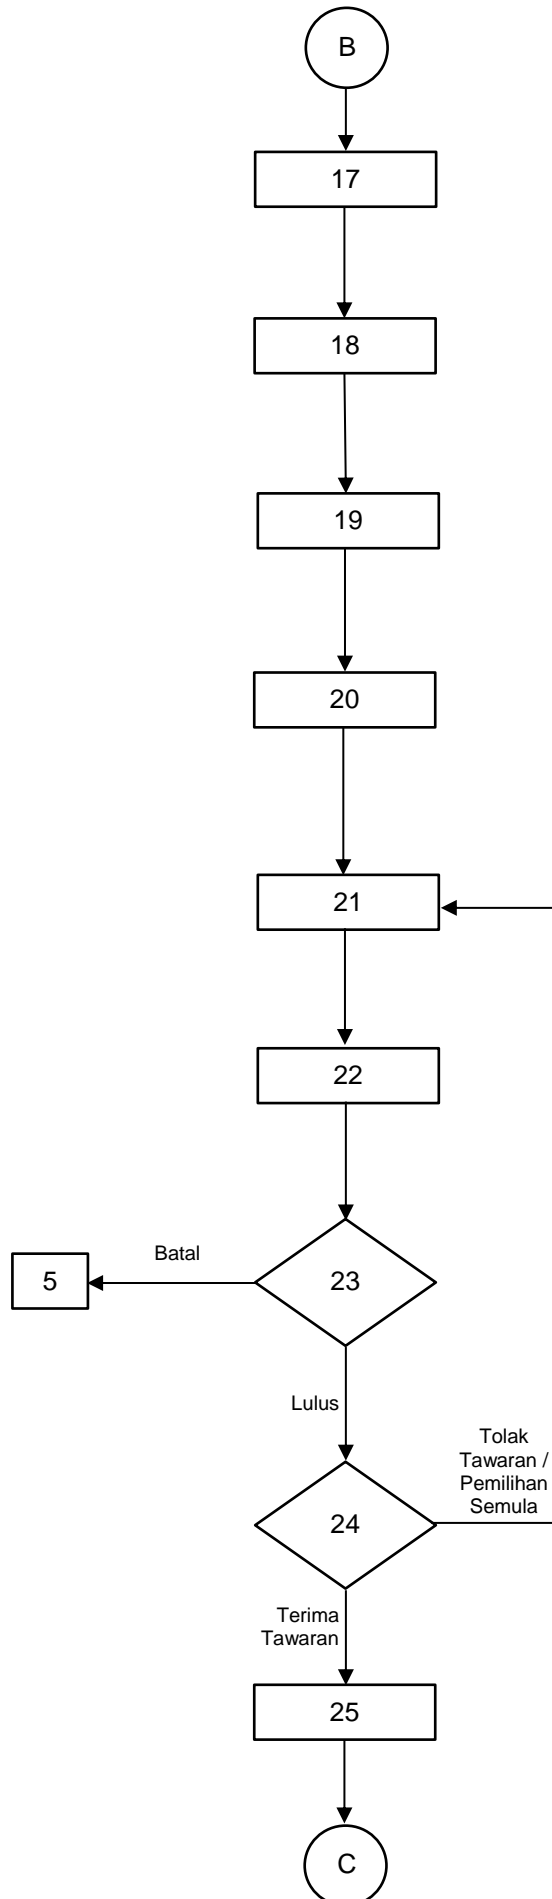 B
17
18
19
20
21
22
Batal
5
23
Lulus
Tolak
Tawaran /
Pemilihan
Semula
24
Terima
Tawaran
25
C